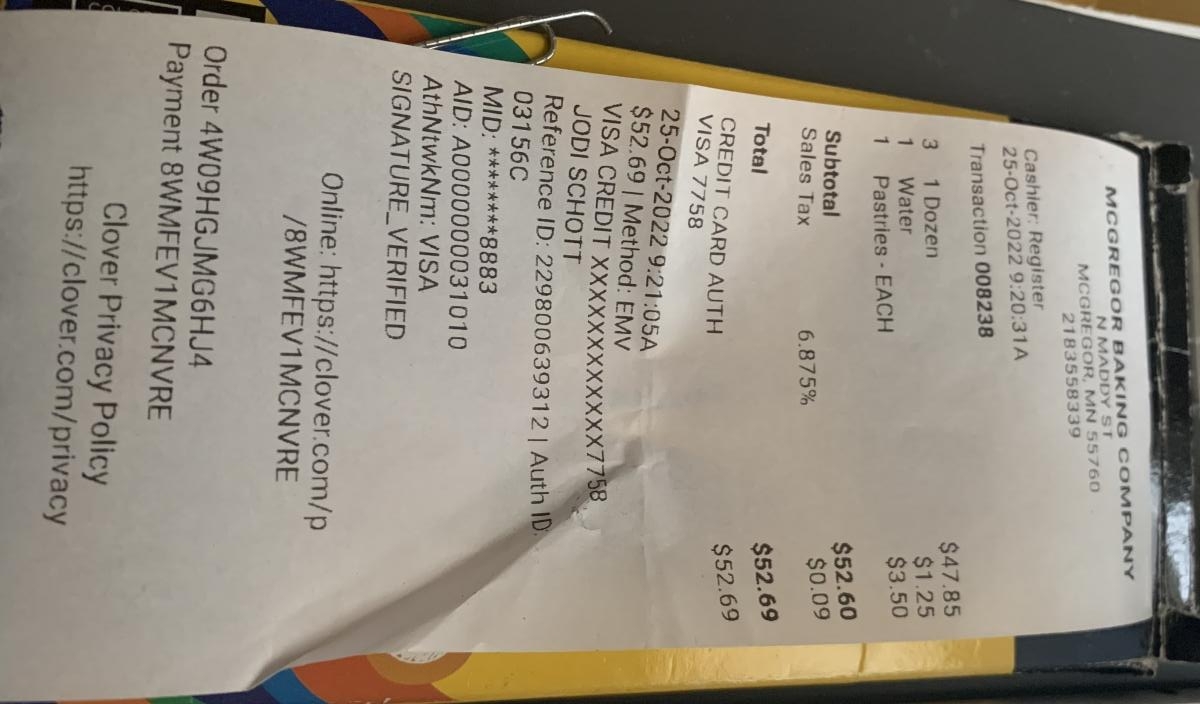 MCGREGOR BAKING COMPANY
N MADDY ST
MCGREGOR, MN 55760
2183558339
Cashier: Register
25-Oct-2022 9:20:31A
Transaction 008238
3 1 Dozen $47.85
1 Water $1.25
1 Pastries - EACH $3.50
Subtotal $52.60
Sales Tax 6.875% $0.09
Total $52.69
CREDIT CARD AUTH $52.69
VISA 7758
25-Oct-2022 9:21:05A
$52.69 | Method: EMV
VISA CREDIT XXXXXXXXXXXX7758
JODI SCHOTT
Reference ID: 229800639312 | Auth ID:
03156C
MID: ********8883
AID: A0000000031010
AthNtwkNm: VISA
SIGNATURE_VERIFIED
Online: https://clover.com/p
/8WMFEV1MCNVRE
Order 4W09HGJMG6HJ4
Payment 8WMFEV1MCNVRE
Clover Privacy Policy
https://clover.com/privacy